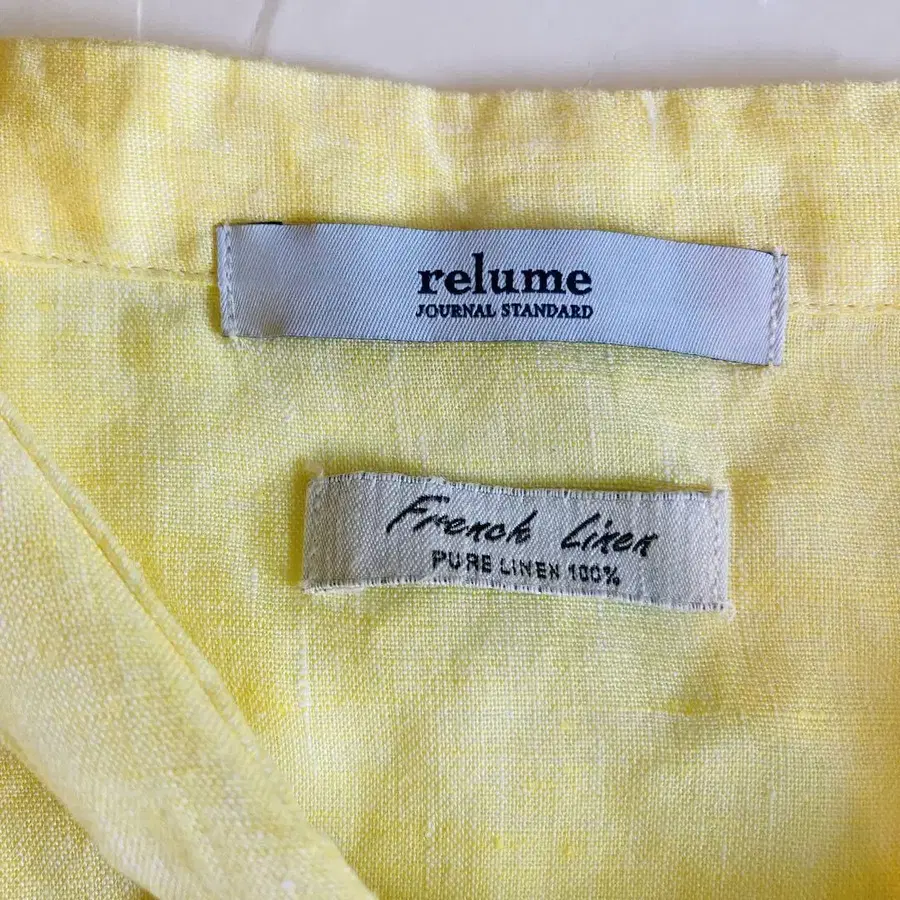 relume
JOURNAL STANDARD
French Linen
PURE LINEN 100%